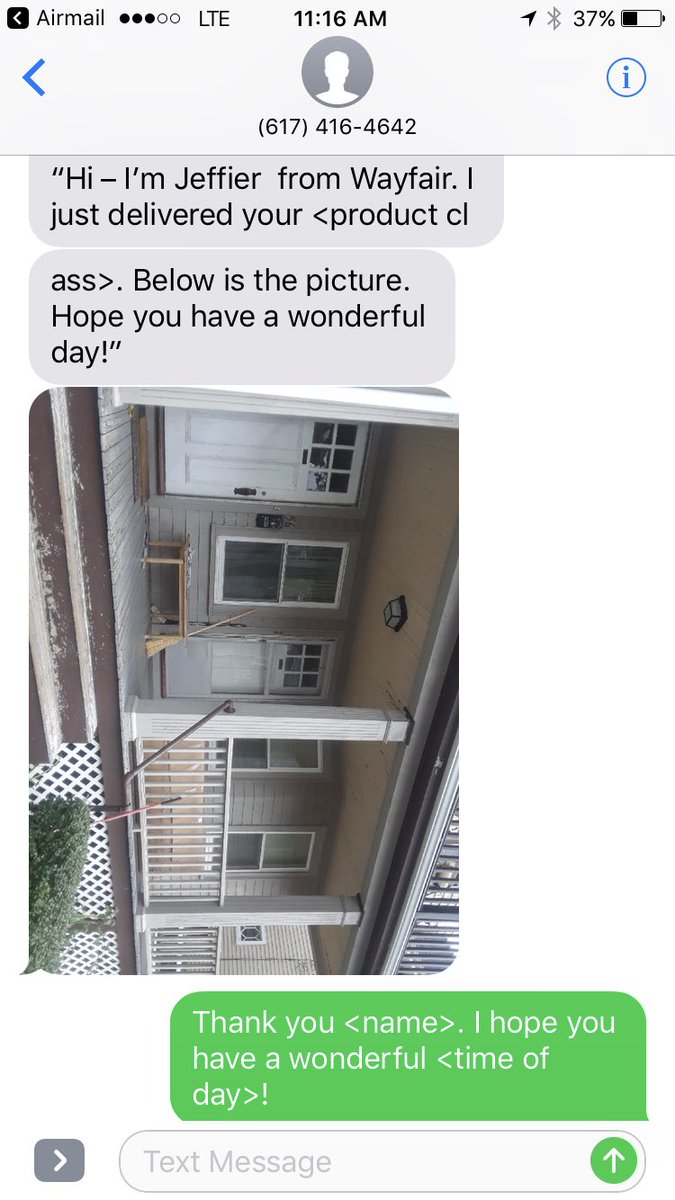 Airmail LTE 11:16 AM 37%
(617) 416-4642
“Hi – I’m Jeffier  from Wayfair. I
just delivered your <product cl
ass>. Below is the picture.
Hope you have a wonderful
day!”
Thank you <name>. I hope you
have a wonderful <time of
day>!
Text Message